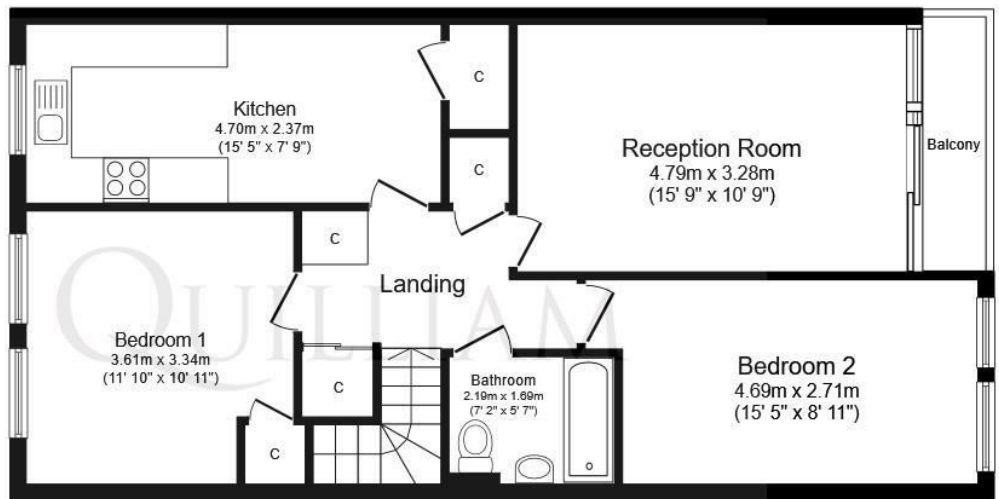 Kitchen
4.70m x 2.37m
(15' 5" x 7' 9")
C
C
Reception Room
4.79m x 3.28m
(15' 9" x 10' 9")
Balcony
C
Landing
QUILLIAM
Bedroom 1
3.61m x 3.34m
(11' 10" x 10' 11")
C
C
Bathroom
2.19m x 1.69m
(7' 2" x 5' 7")
Bedroom 2
4.69m x 2.71m
(15' 5" x 8' 11")